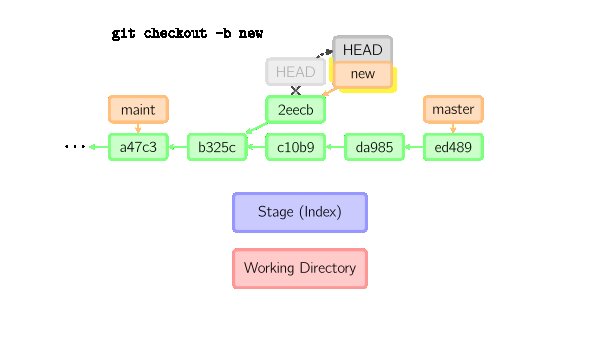 git checkout -b new
HEAD
HEAD
new
maint
2eecb
master
... a47c3 b325c c10b9 da985 ed489
Stage (Index)
Working Directory